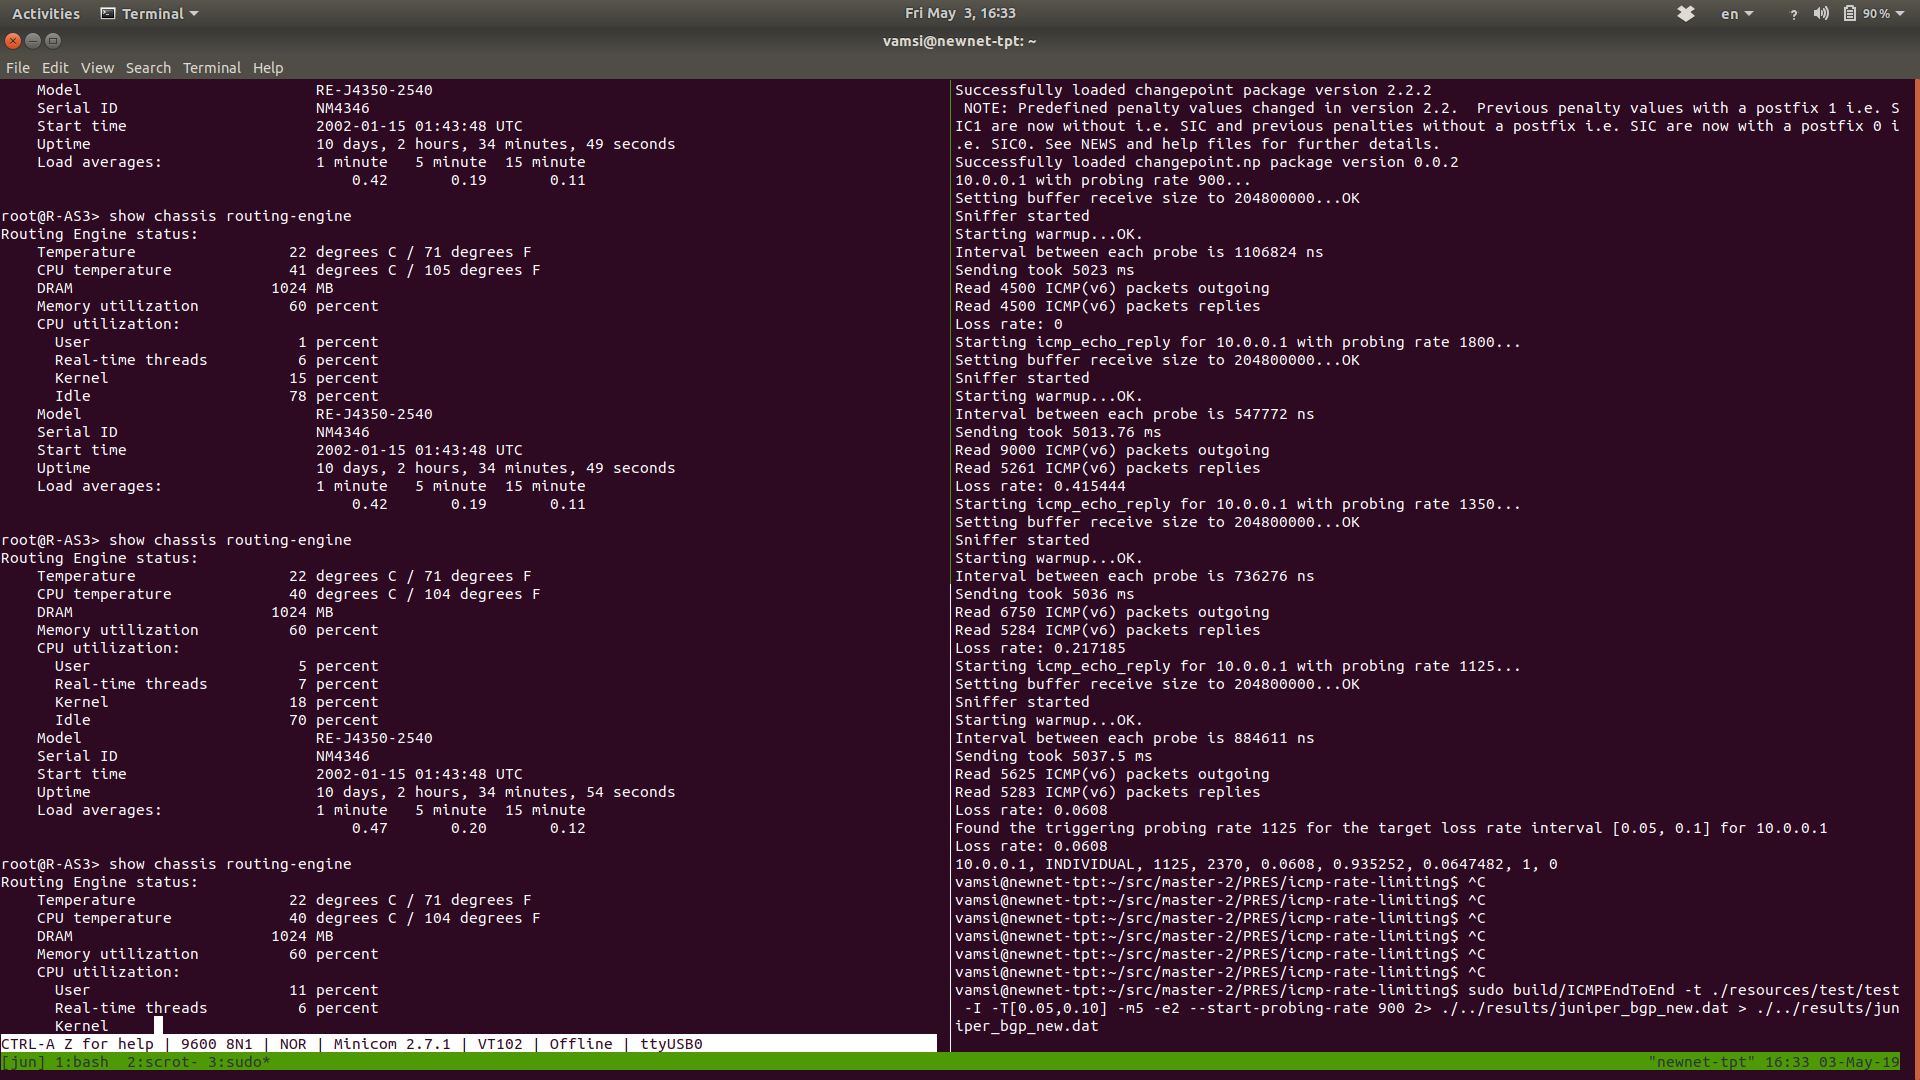 Activities Terminal Fri May 3, 16:33 en ? 90 %
vamsi@newnet-tpt: ~
File Edit View Search Terminal Help
Model RE-J4350-2540
Serial ID NM4346
Start time 2002-01-15 01:43:48 UTC
Uptime 10 days, 2 hours, 34 minutes, 49 seconds
Load averages: 1 minute 5 minute 15 minute
0.42 0.19 0.11
root@R-AS3> show chassis routing-engine
Routing Engine status:
Temperature 22 degrees C / 71 degrees F
CPU temperature 41 degrees C / 105 degrees F
DRAM 1024 MB
Memory utilization 60 percent
CPU utilization:
User 1 percent
Real-time threads 6 percent
Kernel 15 percent
Idle 78 percent
Model RE-J4350-2540
Serial ID NM4346
Start time 2002-01-15 01:43:48 UTC
Uptime 10 days, 2 hours, 34 minutes, 49 seconds
Load averages: 1 minute 5 minute 15 minute
0.42 0.19 0.11
root@R-AS3> show chassis routing-engine
Routing Engine status:
Temperature 22 degrees C / 71 degrees F
CPU temperature 40 degrees C / 104 degrees F
DRAM 1024 MB
Memory utilization 60 percent
CPU utilization:
User 5 percent
Real-time threads 7 percent
Kernel 18 percent
Idle 70 percent
Model RE-J4350-2540
Serial ID NM4346
Start time 2002-01-15 01:43:48 UTC
Uptime 10 days, 2 hours, 34 minutes, 54 seconds
Load averages: 1 minute 5 minute 15 minute
0.47 0.20 0.12
root@R-AS3> show chassis routing-engine
Routing Engine status:
Temperature 22 degrees C / 71 degrees F
CPU temperature 40 degrees C / 104 degrees F
DRAM 1024 MB
Memory utilization 60 percent
CPU utilization:
User 11 percent
Real-time threads 6 percent
Kernel
CTRL-A Z for help | 9600 8N1 | NOR | Minicom 2.7.1 | VT102 | Offline | ttyUSB0
Successfully loaded changepoint package version 2.2.2
NOTE: Predefined penalty values changed in version 2.2. Previous penalty values with a postfix 1 i.e. S
IC1 are now without i.e. SIC and previous penalties without a postfix i.e. SIC are now with a postfix 0 i
.e. SIC0. See NEWS and help files for further details.
Successfully loaded changepoint.np package version 0.0.2
10.0.0.1 with probing rate 900...
Setting buffer receive size to 204800000...OK
Sniffer started
Starting warmup...OK.
Interval between each probe is 1106824 ns
Sending took 5023 ms
Read 4500 ICMP(v6) packets outgoing
Read 4500 ICMP(v6) packets replies
Loss rate: 0
Starting icmp_echo_reply for 10.0.0.1 with probing rate 1800...
Setting buffer receive size to 204800000...OK
Sniffer started
Starting warmup...OK.
Interval between each probe is 547772 ns
Sending took 5013.76 ms
Read 9000 ICMP(v6) packets outgoing
Read 5261 ICMP(v6) packets replies
Loss rate: 0.415444
Starting icmp_echo_reply for 10.0.0.1 with probing rate 1350...
Setting buffer receive size to 204800000...OK
Sniffer started
Starting warmup...OK.
Interval between each probe is 736276 ns
Sending took 5036 ms
Read 6750 ICMP(v6) packets outgoing
Read 5284 ICMP(v6) packets replies
Loss rate: 0.217185
Starting icmp_echo_reply for 10.0.0.1 with probing rate 1125...
Setting buffer receive size to 204800000...OK
Sniffer started
Starting warmup...OK.
Interval between each probe is 884611 ns
Sending took 5037.5 ms
Read 5625 ICMP(v6) packets outgoing
Read 5283 ICMP(v6) packets replies
Loss rate: 0.0608
Found the triggering probing rate 1125 for the target loss rate interval [0.05, 0.1] for 10.0.0.1
Loss rate: 0.0608
10.0.0.1, INDIVIDUAL, 1125, 2370, 0.0608, 0.935252, 0.0647482, 1, 0
vamsi@newnet-tpt:~/src/master-2/PRES/icmp-rate-limiting$ ^C
vamsi@newnet-tpt:~/src/master-2/PRES/icmp-rate-limiting$ ^C
vamsi@newnet-tpt:~/src/master-2/PRES/icmp-rate-limiting$ ^C
vamsi@newnet-tpt:~/src/master-2/PRES/icmp-rate-limiting$ ^C
vamsi@newnet-tpt:~/src/master-2/PRES/icmp-rate-limiting$ ^C
vamsi@newnet-tpt:~/src/master-2/PRES/icmp-rate-limiting$ ^C
vamsi@newnet-tpt:~/src/master-2/PRES/icmp-rate-limiting$ sudo build/ICMPEndToEnd -t ./resources/test/test
-I -T[0.05,0.10] -m5 -e2 --start-probing-rate 900 2> ./../results/juniper_bgp_new.dat > ./../results/jun
iper_bgp_new.dat
[jun] 1:bash 2:scrot- 3:sudo* "newnet-tpt" 16:33 03-May-19